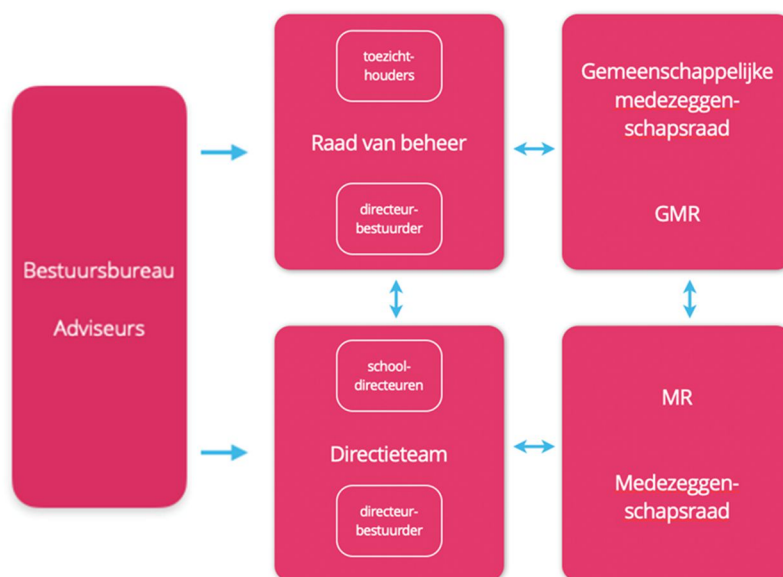 Bestuursbureau
Adviseurs
toezicht-
houders
Raad van beheer
directeur-
bestuurder
Gemeenschappelijke
medezeggen-
schapsraad
GMR
school-
directeuren
Directieteam
directeur-
bestuurder
MR
Medezeggen-
schapsraad